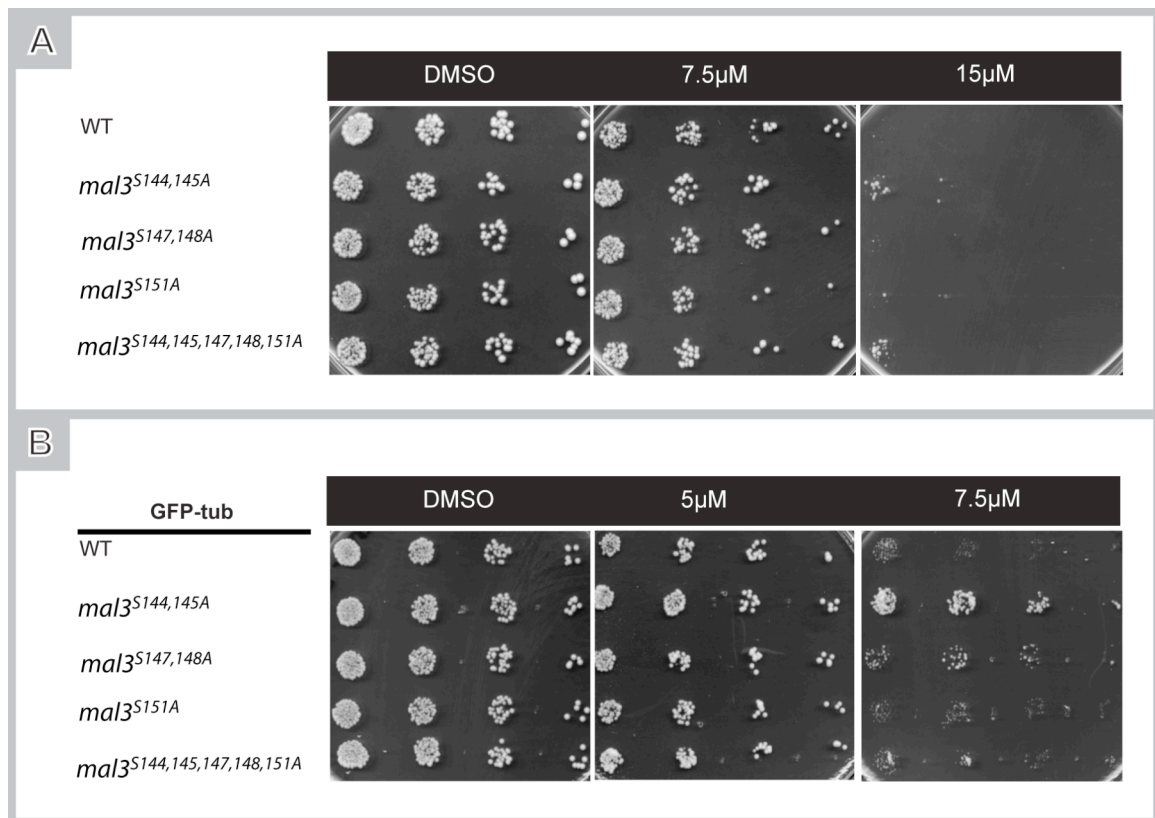 A
DMSO 7.5µM 15µM
WT
mal3S144,145A
mal3S147,148A
mal3S151A
mal3S144,145,147,148,151A
B
DMSO 5µM 7.5µM
GFP-tub
WT
mal3S144,145A
mal3S147,148A
mal3S151A
mal3S144,145,147,148,151A